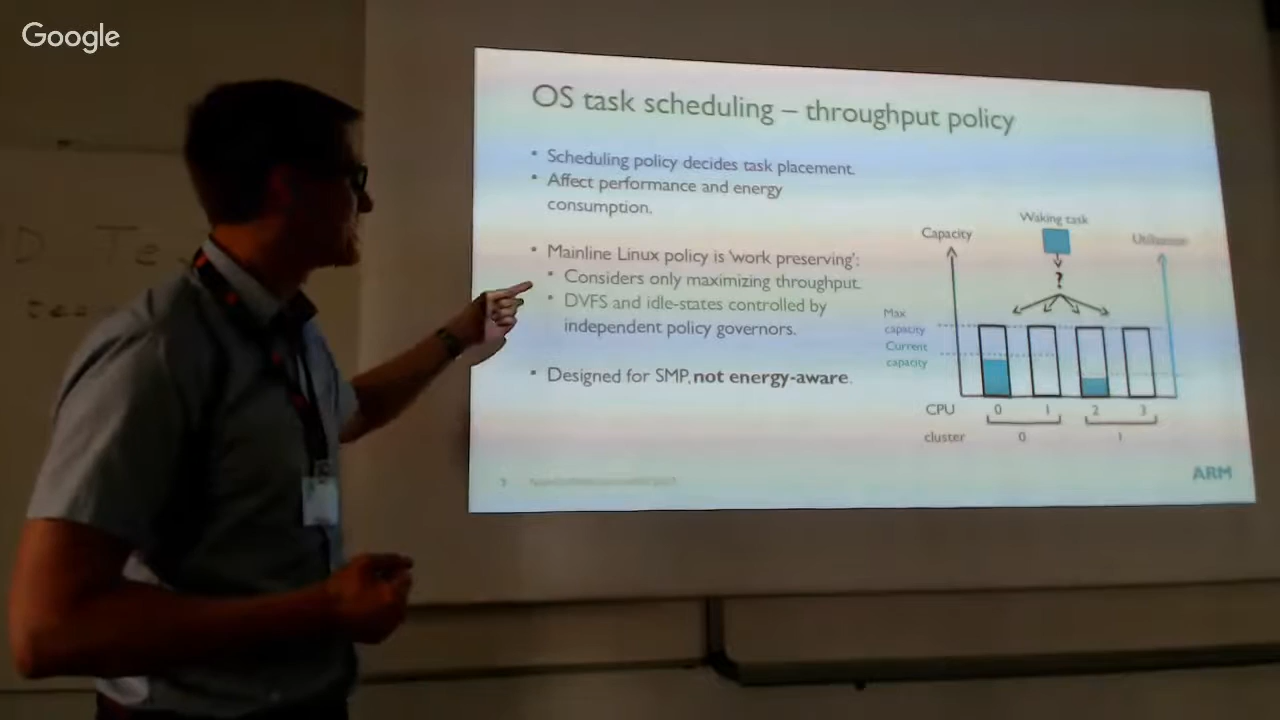 Google
OS task scheduling – throughput policy
• Scheduling policy decides task placement.
• Affect performance and energy
consumption.
• Mainline Linux policy is 'work preserving':
• Considers only maximizing throughput.
• DVFS and idle-states controlled by
independent policy governors.
• Designed for SMP, not energy-aware.
Waking task
Capacity
Utilization
?
Max
capacity
Current
capacity
CPU 0 1 2 3
cluster 0 1
ARM
D Te